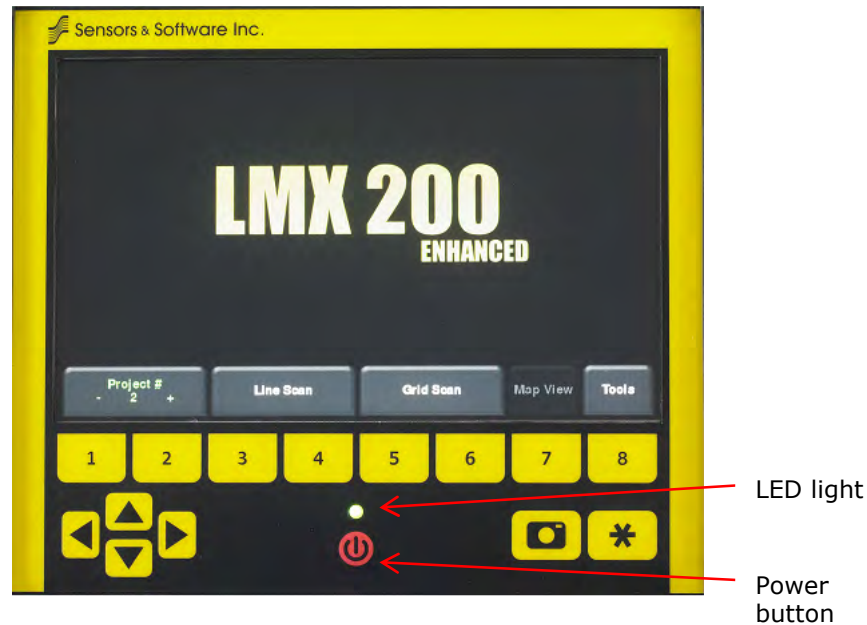 Sensors & Software Inc.
LMX 200
ENHANCED
Project #
- 2 +
Line Scan
Grid Scan
Map View
Tools
1 2 3 4 5 6 7 8
*
LED light
Power
button